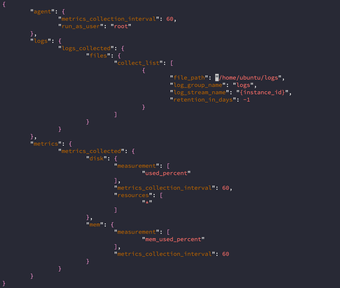 {
"agent": {
"metrics_collection_interval": 60,
"run_as_user": "root"
},
"logs": {
"logs_collected": {
"files": {
"collect_list": [
{
"file_path": "/home/ubuntu/logs",
"log_group_name": "logs",
"log_stream_name": "{instance_id}",
"retention_in_days": -1
}
]
}
}
},
"metrics": {
"metrics_collected": {
"disk": {
"measurement": [
"used_percent"
],
"metrics_collection_interval": 60,
"resources": [
"*"
]
},
"mem": {
"measurement": [
"mem_used_percent"
],
"metrics_collection_interval": 60
}
}
}
}